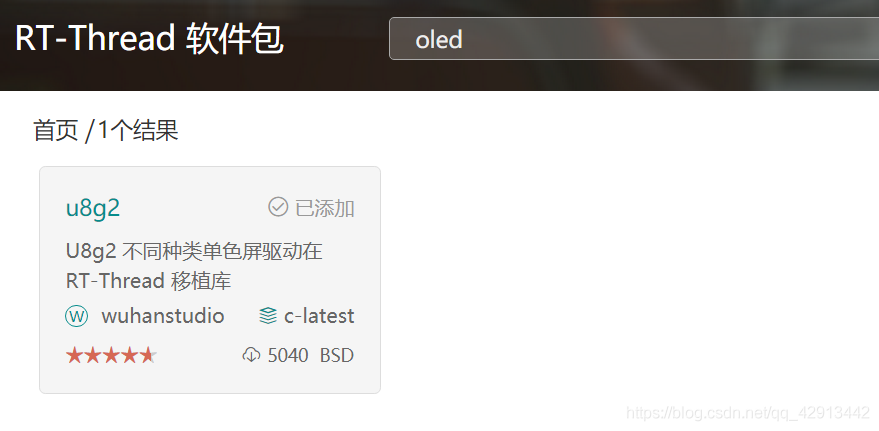 RT-Thread 软件包
oled
首页 /1个结果
u8g2
已添加
U8g2 不同种类单色屏驱动在
RT-Thread 移植库
W wuhanstudio
c-latest
5040 BSD
https://blog.csdn.net/qq_42913442